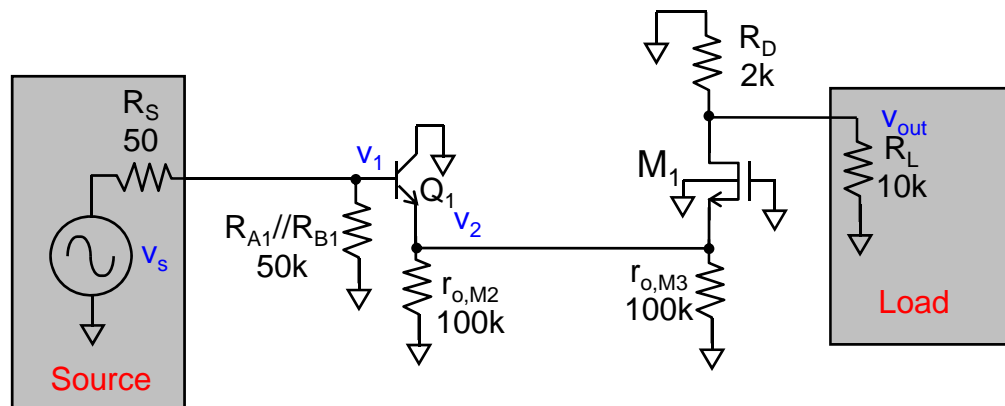 R_S
50
v_s
Source
v_1
Q_1
v_2
R_A1//R_B1
50k
r_o,M2
100k
R_D
2k
M_1
r_o,M3
100k
v_out
R_L
10k
Load